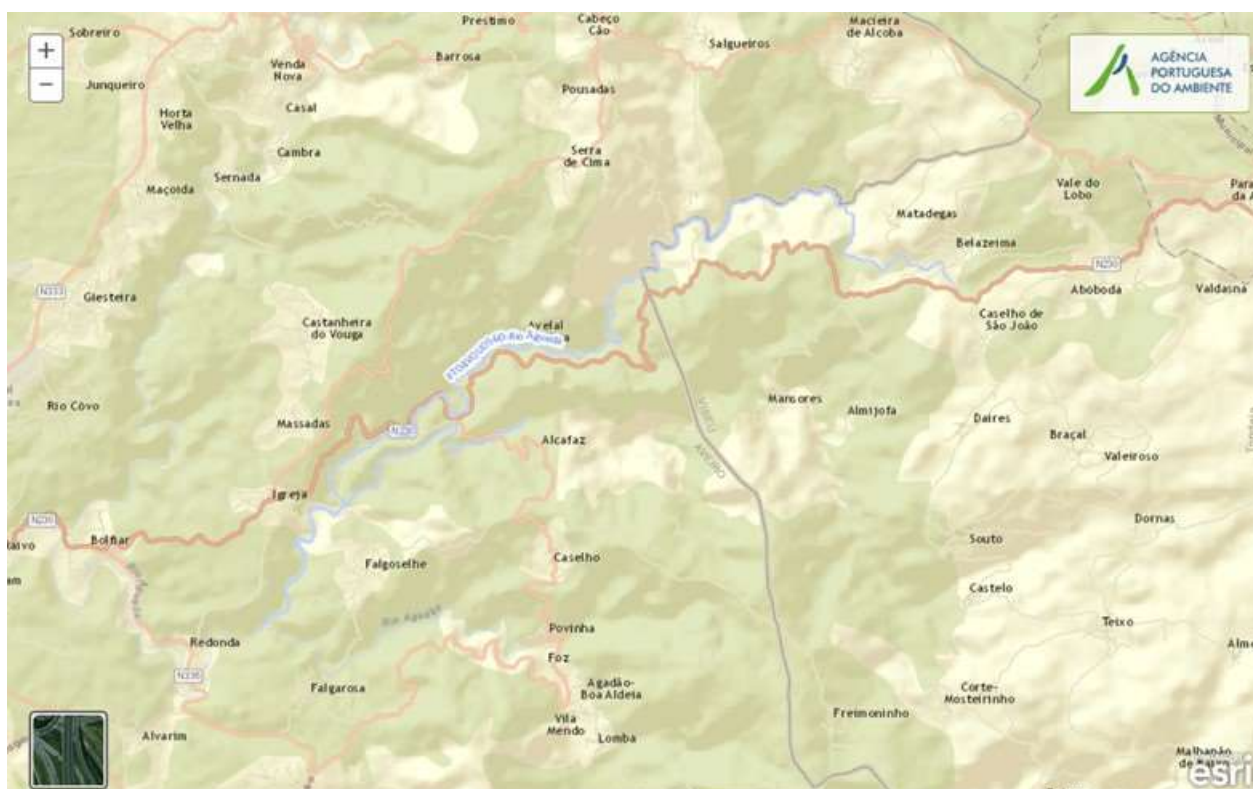 Sobreiro
Prestimo
Cabeço
Cão
Macieira
de Alcoba
Salgueiros
+
−
Barrosa
Venda
Nova
Junqueiro
AGÊNCIA
PORTUGUESA
DO AMBIENTE
Pousadas
Horta
Velha
Casal
Cambra
Serra
de Cima
Sernada
Maçoida
Vale do
Lobo
Matadegas
Belazeima
N230
N333
Giesteira
Aboboda
Valdasna
Castanheira
do Vouga
Caselho de
São João
Avelal
Rio Covo
Massadas
Mansores
Almijofa
Daires
Braçal
Valeiroso
Alcafaz
VISEU
AVEIRO
Igreja
N230
Bolfiar
Dornas
Souto
Falgoselhe
Caselho
Castelo
Teixo
Redonda
Povinha
Foz
N336
Falgarosa
Agadão-
Boa Aldeia
Corte-
Mosteirinho
Vila
Mendo
Lomba
Freimoninho
Alvarim
esri